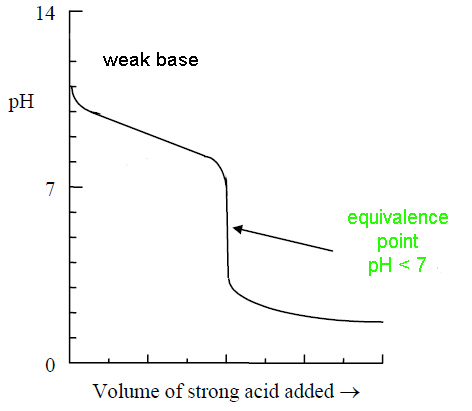 14
weak base
pH
7
equivalence
point
pH < 7
0
Volume of strong acid added →